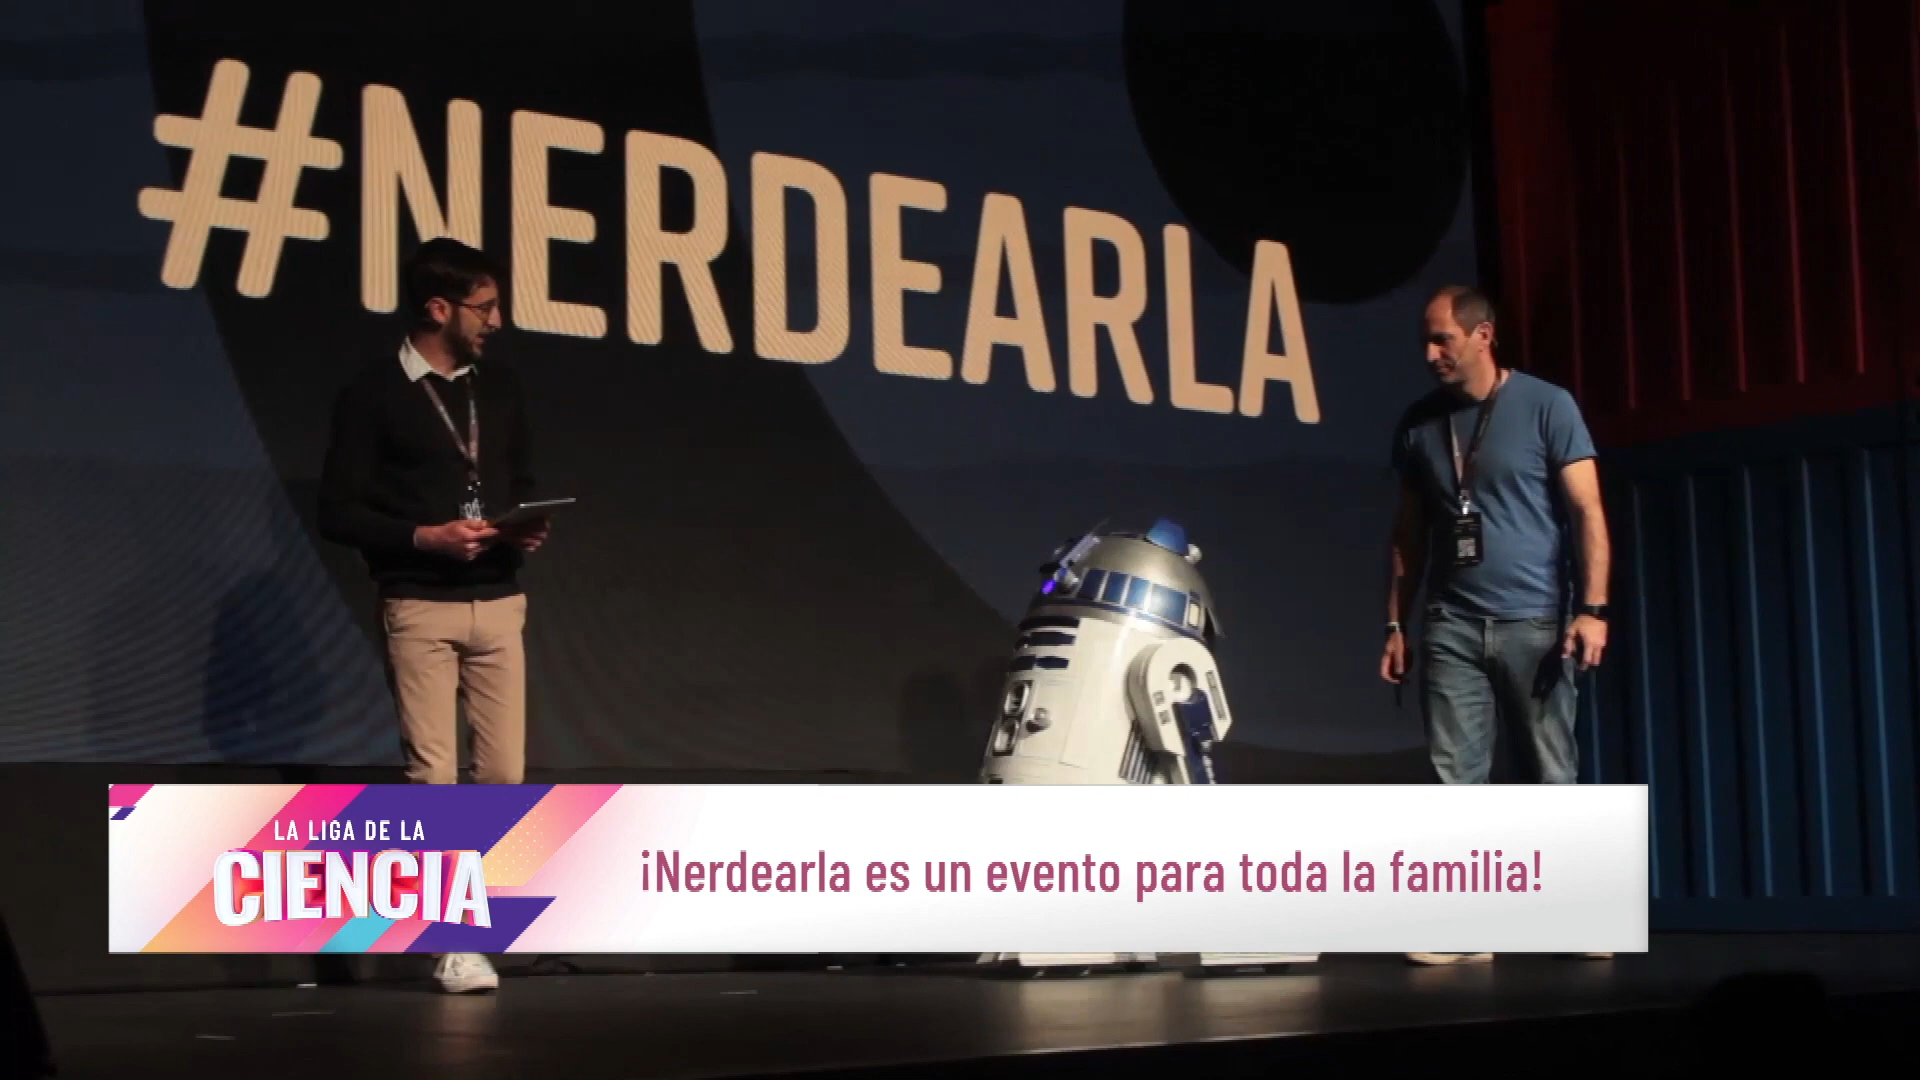 #NERDEARLA
LA LIGA DE LA
CIENCIA
¡Nerdearla es un evento para toda la familia!